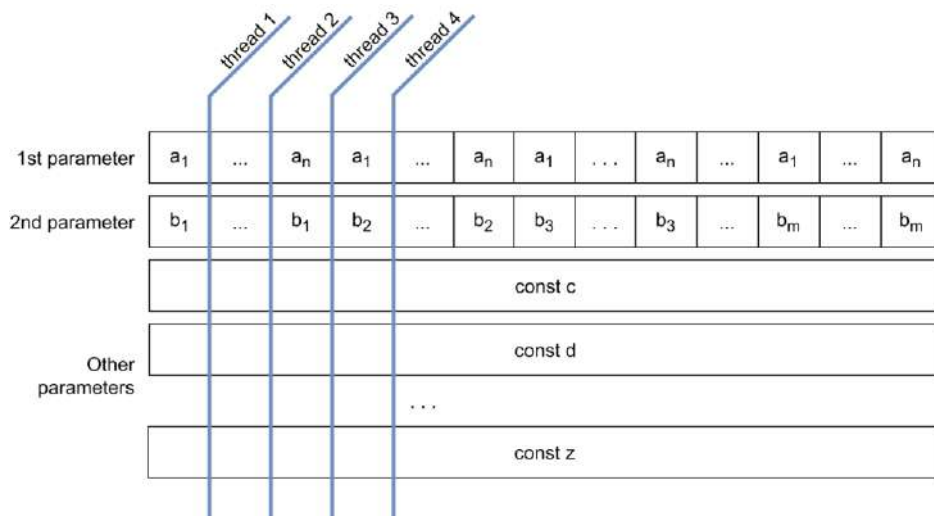 thread 1 thread 2 thread 3 thread 4
1st parameter a₁ ... aₙ a₁ ... aₙ a₁ . . . aₙ ... a₁ ... aₙ
2nd parameter b₁ ... b₁ b₂ ... b₂ b₃ . . . b₃ ... bₘ ... bₘ
const c
const d
Other
parameters
. . .
const z